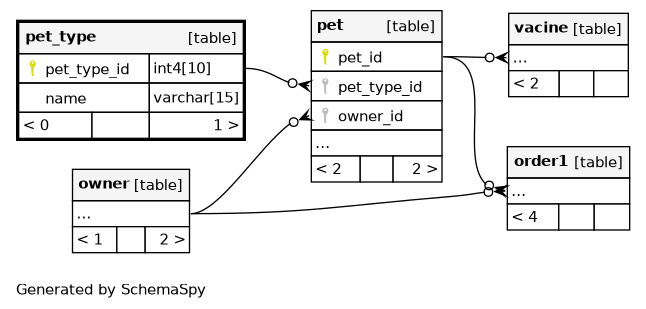 pet_type [table]
pet_type_id int4[10]
name varchar[15]
< 0 1 >
pet [table]
pet_id
pet_type_id
owner_id
...
< 2 2 >
vacine [table]
...
< 2
order1 [table]
...
< 4
owner [table]
...
< 1 2 >
Generated by SchemaSpy